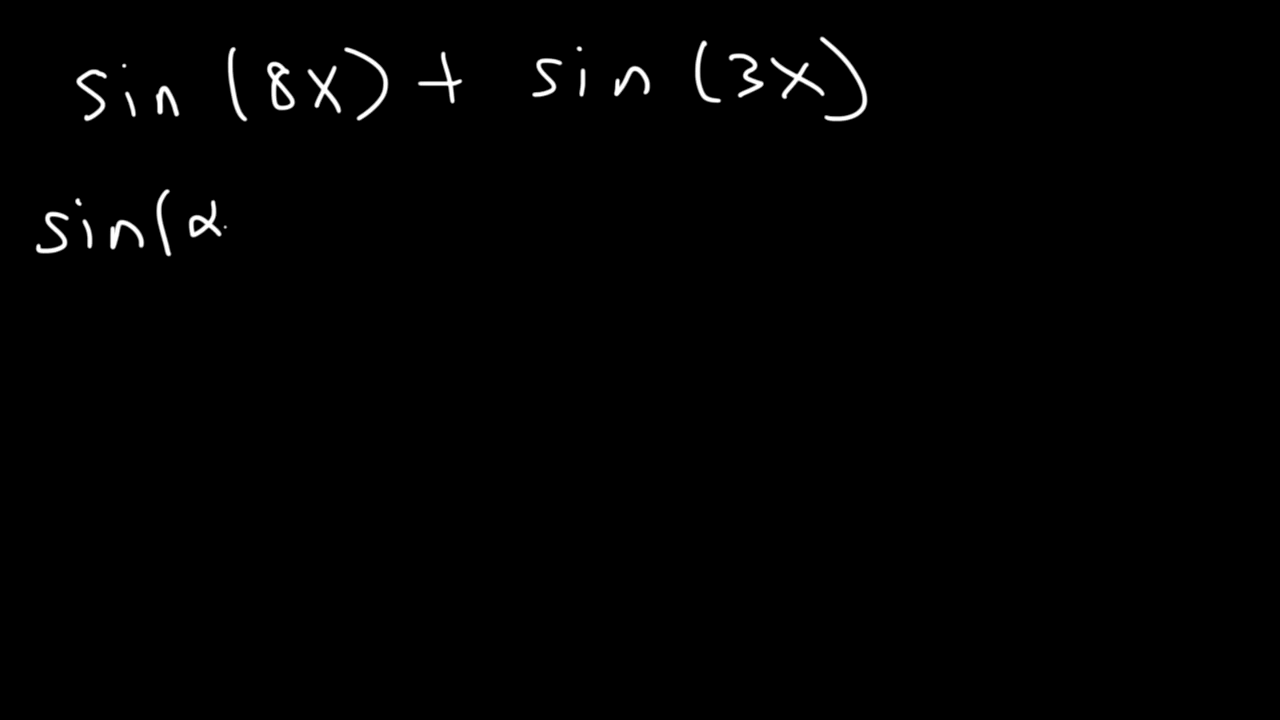 sin (8x) + sin (3x)
sin(α